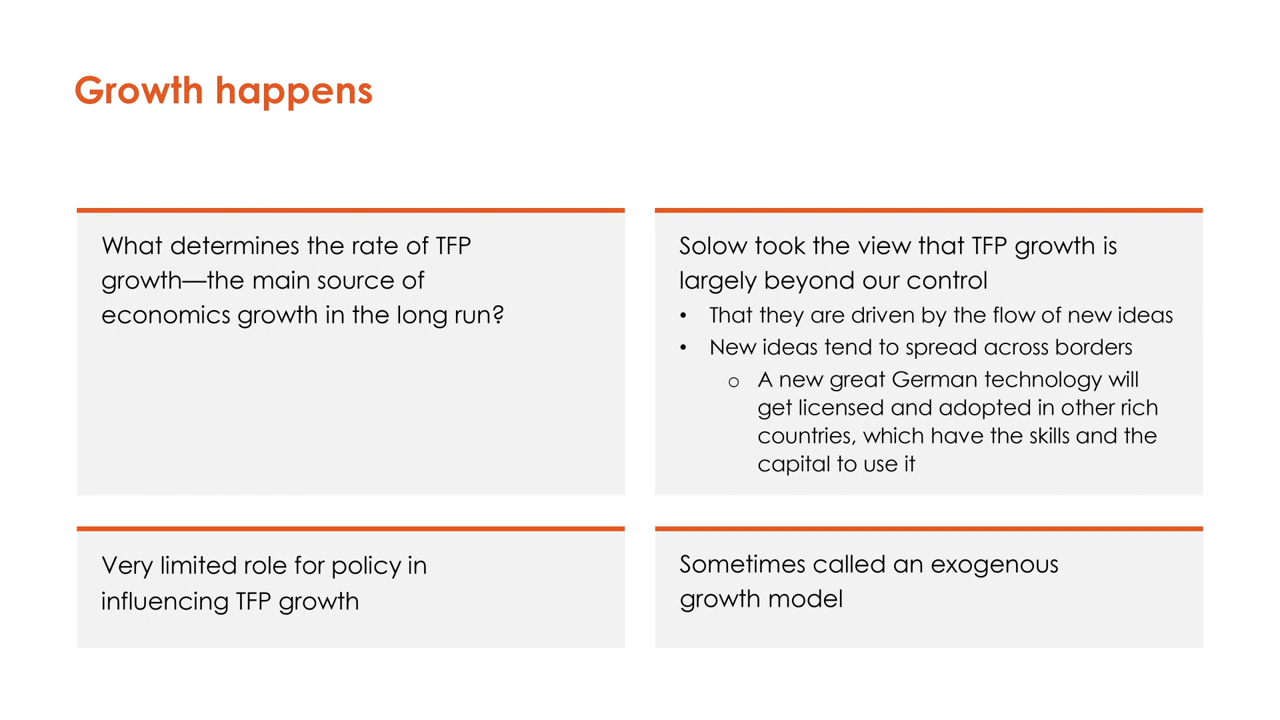 Growth happens
What determines the rate of TFP
growth—the main source of
economics growth in the long run?
Solow took the view that TFP growth is
largely beyond our control
• That they are driven by the flow of new ideas
• New ideas tend to spread across borders
o A new great German technology will
get licensed and adopted in other rich
countries, which have the skills and the
capital to use it
Very limited role for policy in
influencing TFP growth
Sometimes called an exogenous
growth model